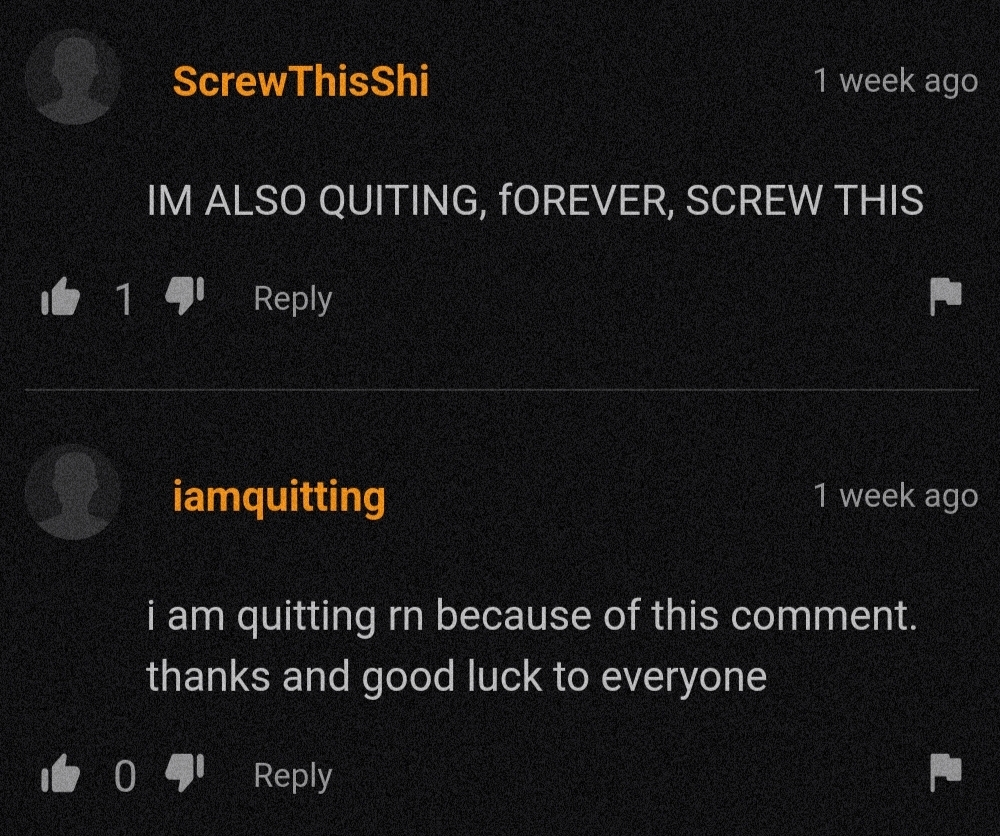 ScrewThisShi
1 week ago
IM ALSO QUITING, fOREVER, SCREW THIS
1
Reply
iamquitting
1 week ago
i am quitting rn because of this comment.
thanks and good luck to everyone
0
Reply